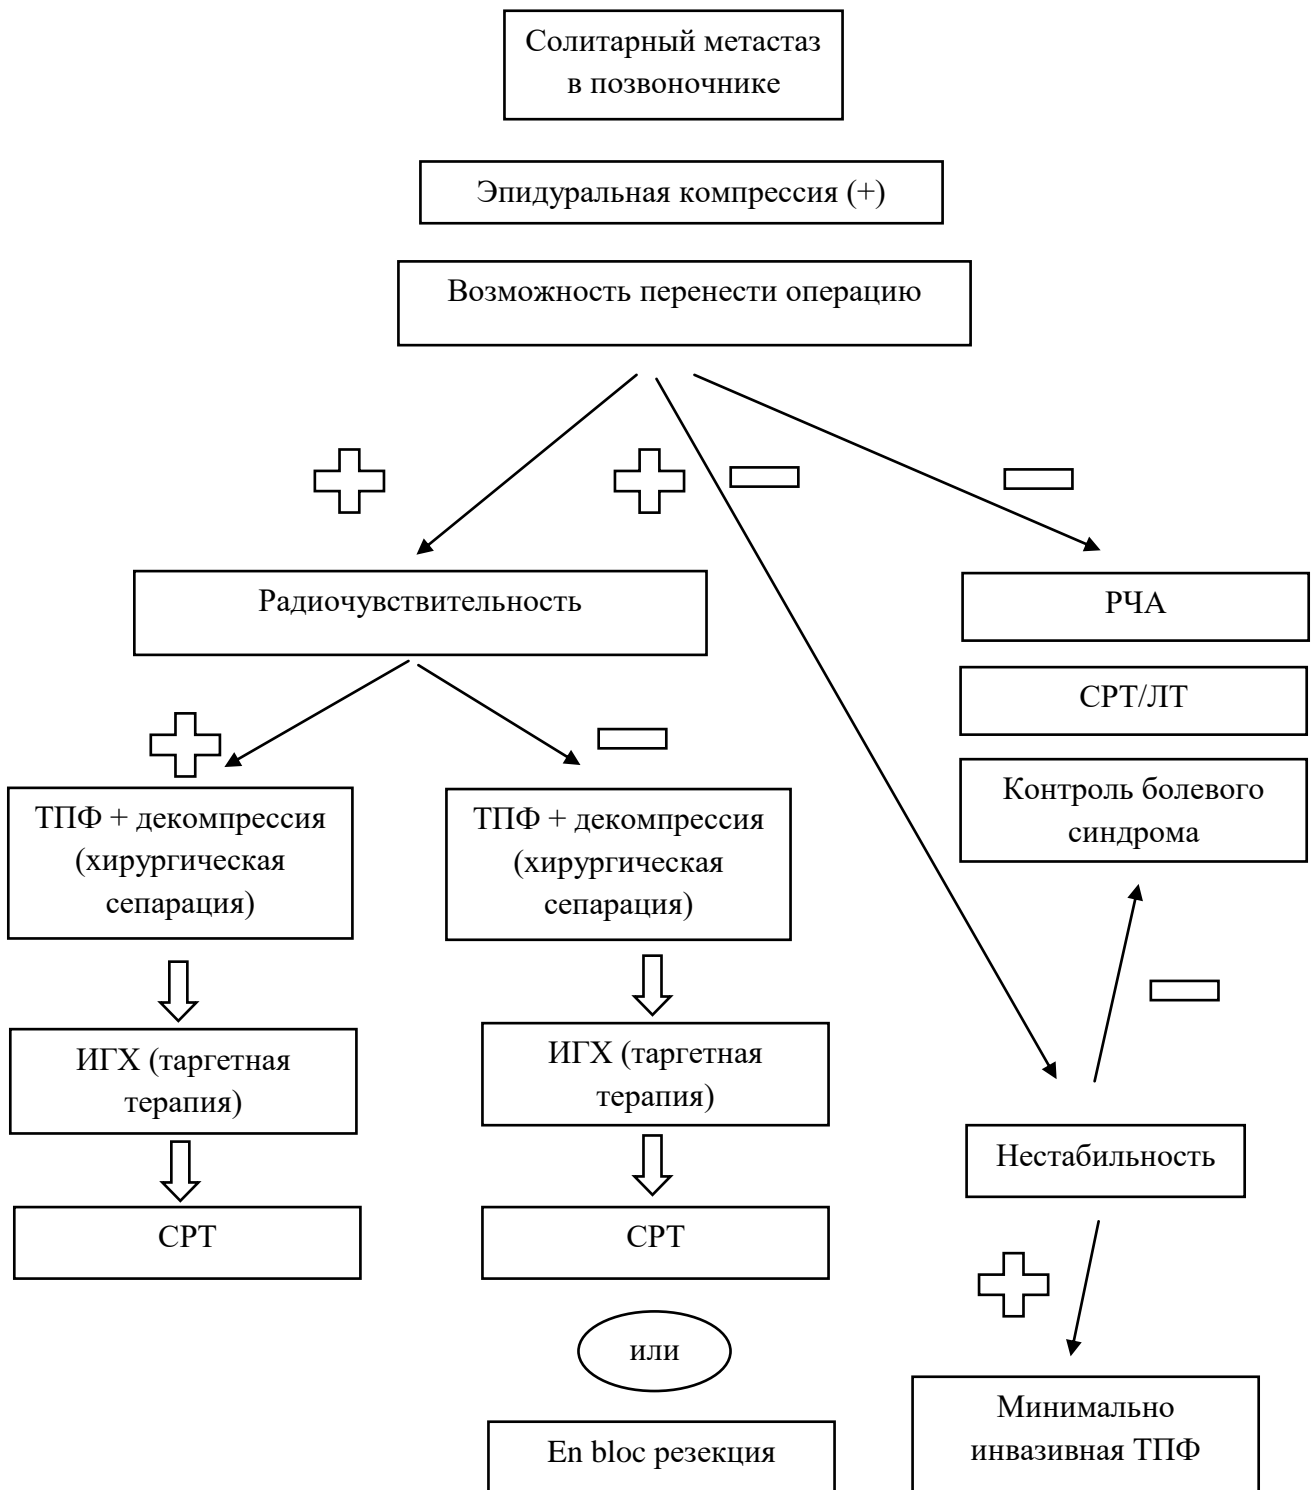 Солитарный метастаз
в позвоночнике
Эпидуральная компрессия (+)
Возможность перенести операцию
Радиочувствительность
РЧА
СРТ/ЛТ
Контроль болевого
синдрома
ТПФ + декомпрессия
(хирургическая
сепарация)
ТПФ + декомпрессия
(хирургическая
сепарация)
ИГХ (таргетная
терапия)
ИГХ (таргетная
терапия)
Нестабильность
СРТ
СРТ
или
En bloc резекция
Минимально
инвазивная ТПФ